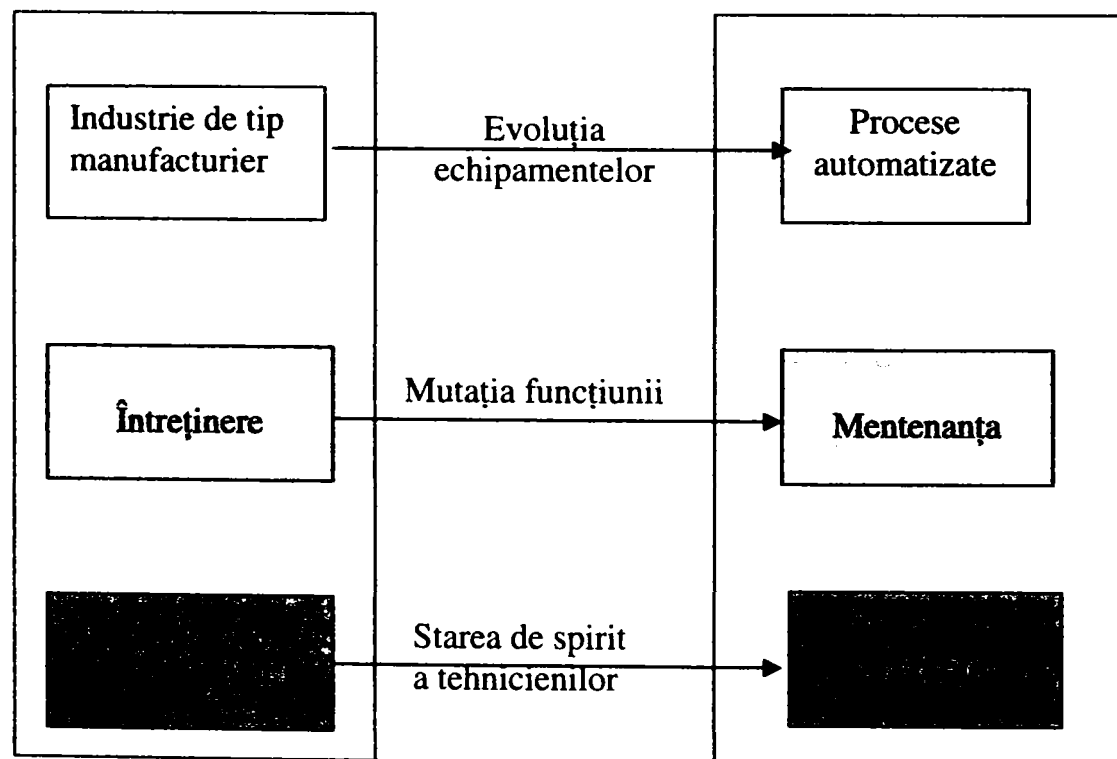 Industrie de tip
manufacturier
Evoluția
echipamentelor
Procese
automatizate
Întreținere
Mutația funcțiunii
Mentenanța
Starea de spirit
a tehnicienilor